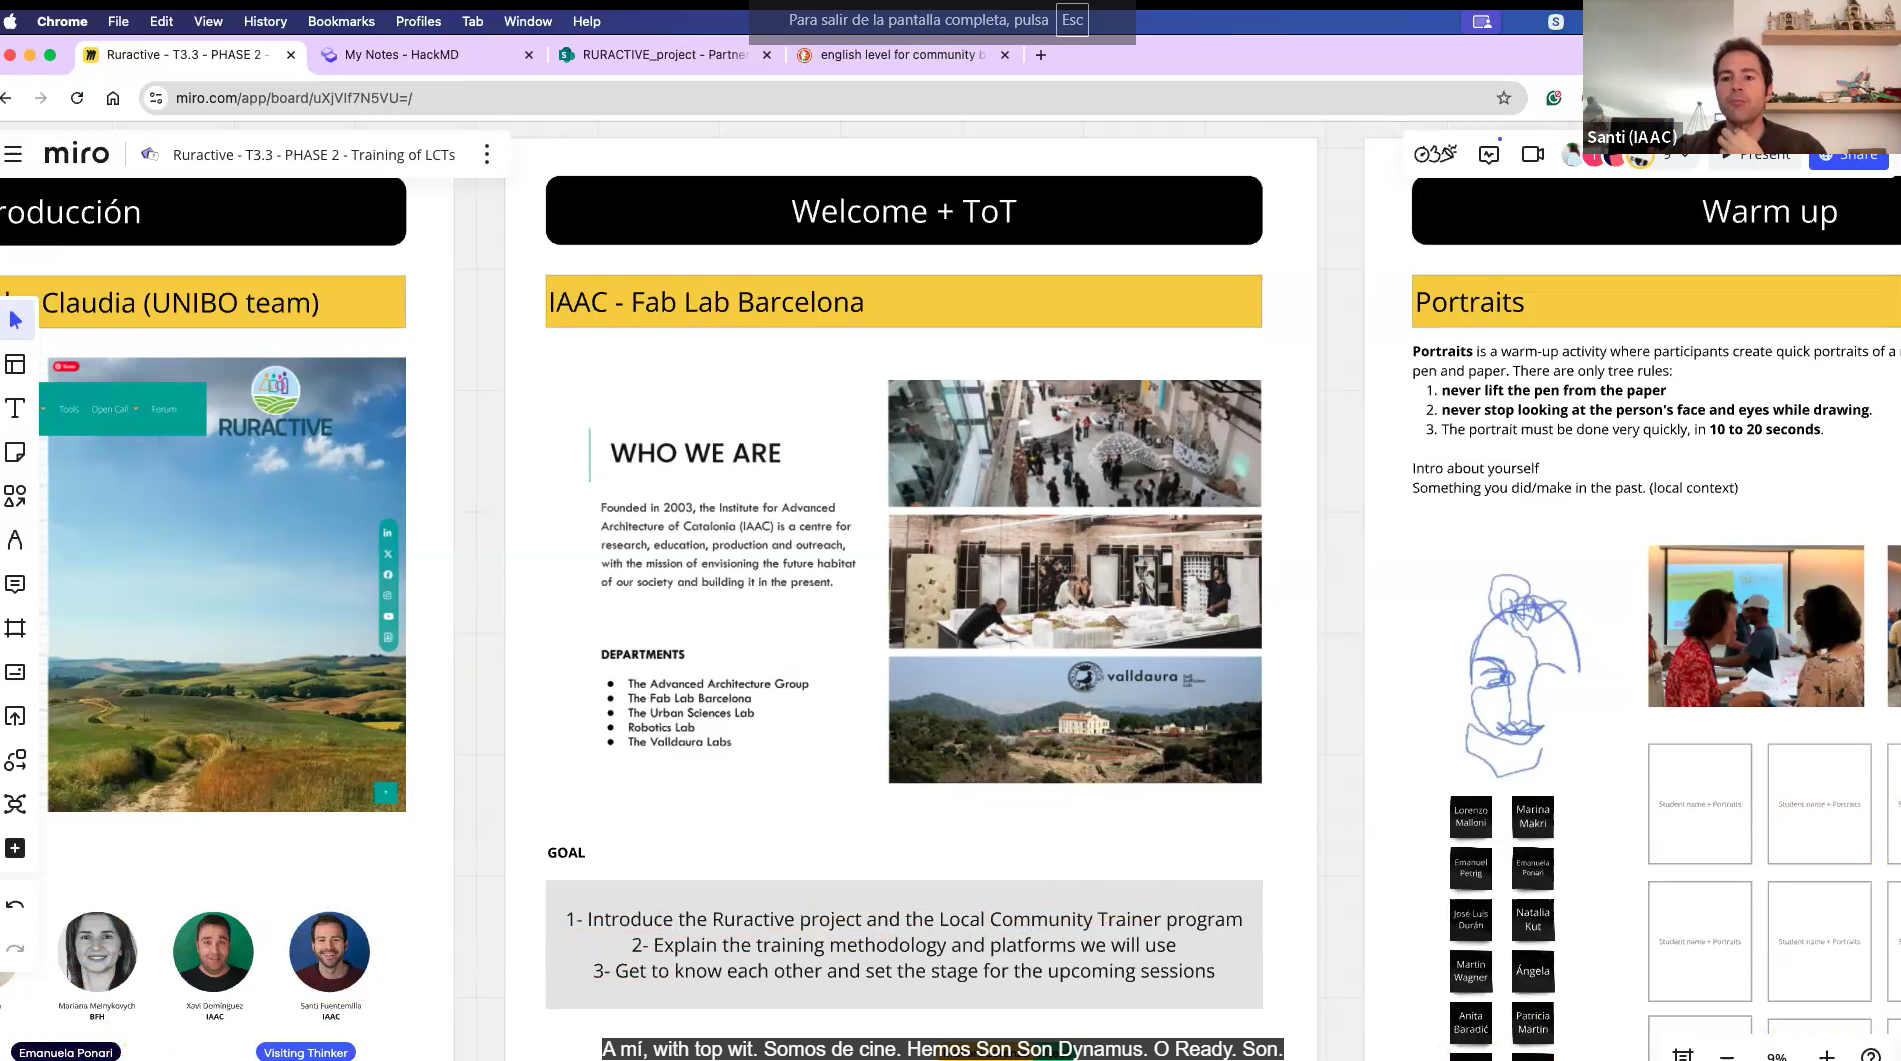 Chrome File Edit View History Bookmarks Profiles Tab Window Help
Para salir de la pantalla completa, pulsa Esc
Ruractive - T3.3 - PHASE 2 -
My Notes - HackMD
RURACTIVE_project - Partner
english level for community b
miro.com/app/board/uXjVIf7N5VU=/
Santi (IAAC)
miro
Ruractive - T3.3 - PHASE 2 - Training of LCTs
9
Present
Share
roducción
Claudia (UNIBO team)
Tools Open Call Forum
RURACTIVE
Mariana Melnykovych
BFH
Xavi Domínguez
IAAC
Santi Fuentemilla
IAAC
Emanuela Ponari
Visiting Thinker
Welcome + ToT
IAAC - Fab Lab Barcelona
WHO WE ARE
Founded in 2003, the Institute for Advanced
Architecture of Catalonia (IAAC) is a centre for
research, education, production and outreach,
with the mission of envisioning the future habitat
of our society and building it in the present.
DEPARTMENTS
● The Advanced Architecture Group
● The Fab Lab Barcelona
● The Urban Sciences Lab
● Robotics Lab
● The Valldaura Labs
valldaura
GOAL
1- Introduce the Ruractive project and the Local Community Trainer program
2- Explain the training methodology and platforms we will use
3- Get to know each other and set the stage for the upcoming sessions
A mí, with top wit. Somos de cine. Hemos Son Son Dynamus. O Ready. Son.
Warm up
Portraits
Portraits is a warm-up activity where participants create quick portraits of a
pen and paper. There are only tree rules:
1. never lift the pen from the paper
2. never stop looking at the person's face and eyes while drawing.
3. The portrait must be done very quickly, in 10 to 20 seconds.
Intro about yourself
Something you did/make in the past. (local context)
Lorenzo
Malloni
Marina
Makri
Emanuel
Petrig
Emanuela
Ponari
José Luis
Durán
Natalia
Kut
Martin
Wagner
Ángela
Anita
Baradić
Patricia
Martin
Student name + Portraits
Student name + Portraits
Student name + Portraits
Student name + Portraits
9%